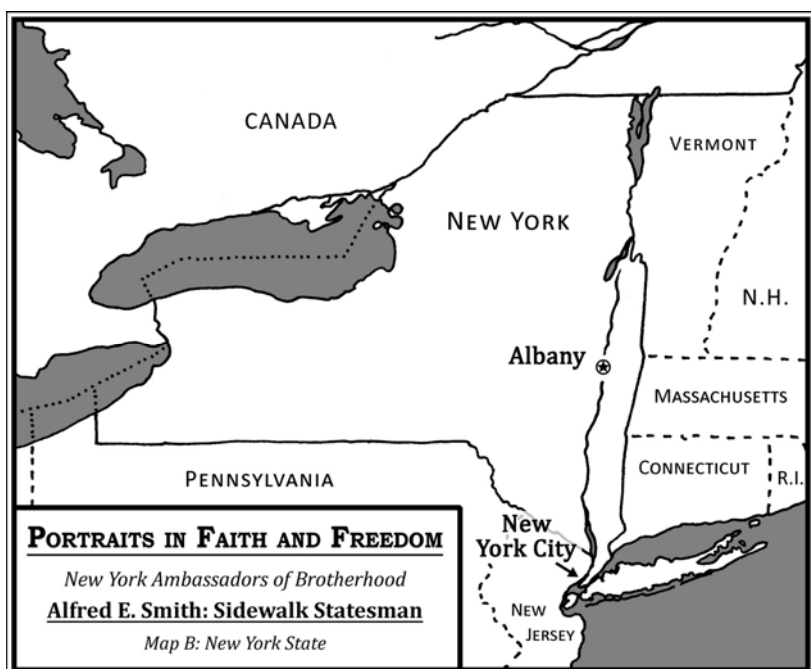 CANADA
VERMONT
NEW YORK
N.H.
Albany
MASSACHUSETTS
CONNECTICUT
R.I.
PENNSYLVANIA
New
York City
NEW
JERSEY
PORTRAITS IN FAITH AND FREEDOM
New York Ambassadors of Brotherhood
Alfred E. Smith: Sidewalk Statesman
Map B: New York State